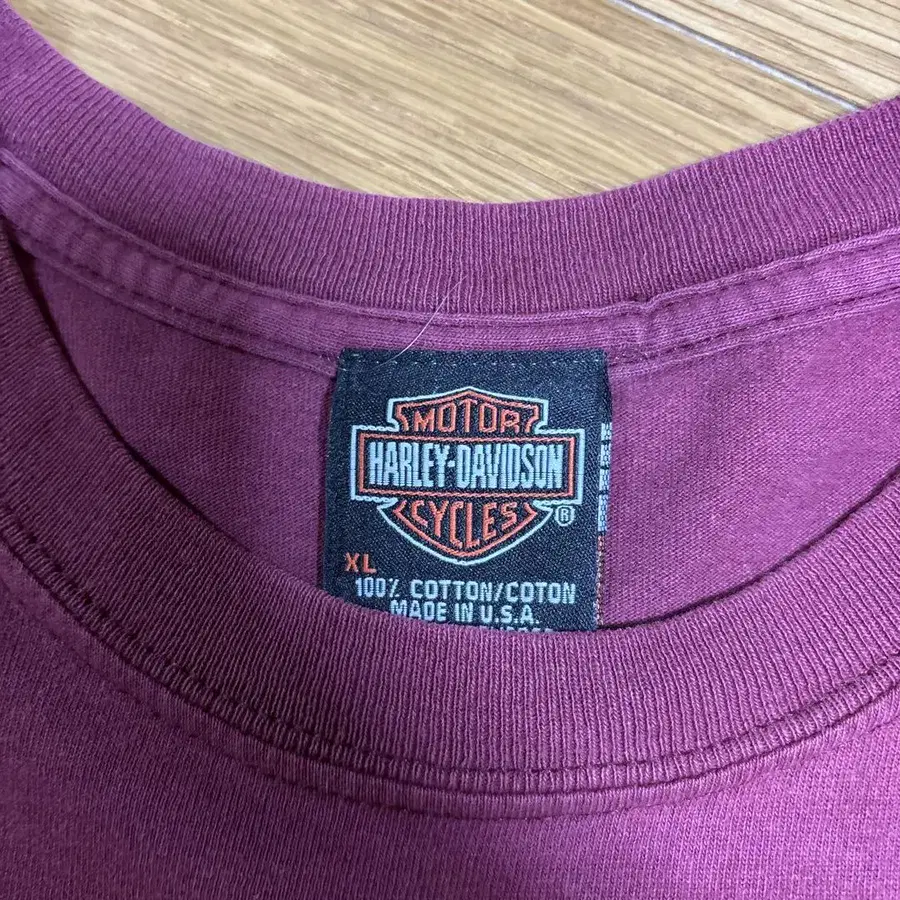 MOTOR
HARLEY-DAVIDSON
CYCLES
®
XL
100% COTTON/COTON
MADE IN U.S.A.